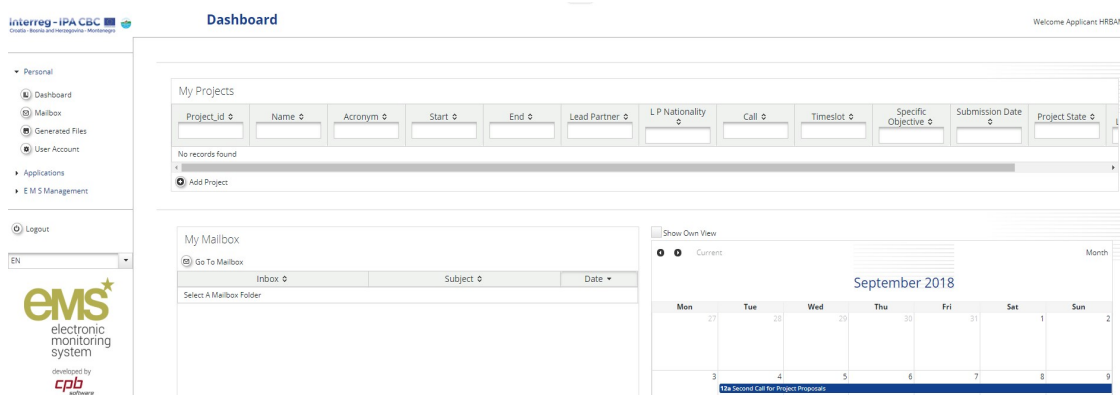 Interreg - IPA CBC
Croatia - Bosnia and Herzegovina - Montenegro
Dashboard
Welcome Applicant HRBAM
Personal
Dashboard
Mailbox
Generated Files
User Account
Applications
E M S Management
Logout
EN
eMS
electronic
monitoring
system
developed by
cpb
software
My Projects
Project_id Name Acronym Start End Lead Partner L P Nationality Call Timeslot Specific Objective Submission Date Project State L
No records found
Add Project
My Mailbox
Go To Mailbox
Inbox Subject Date
Select A Mailbox Folder
Show Own View
Current Month
September 2018
Mon Tue Wed Thu Fri Sat Sun
27 28 29 30 31 1 2
3 4 5 6 7 8 9
12a Second Call for Project Proposals